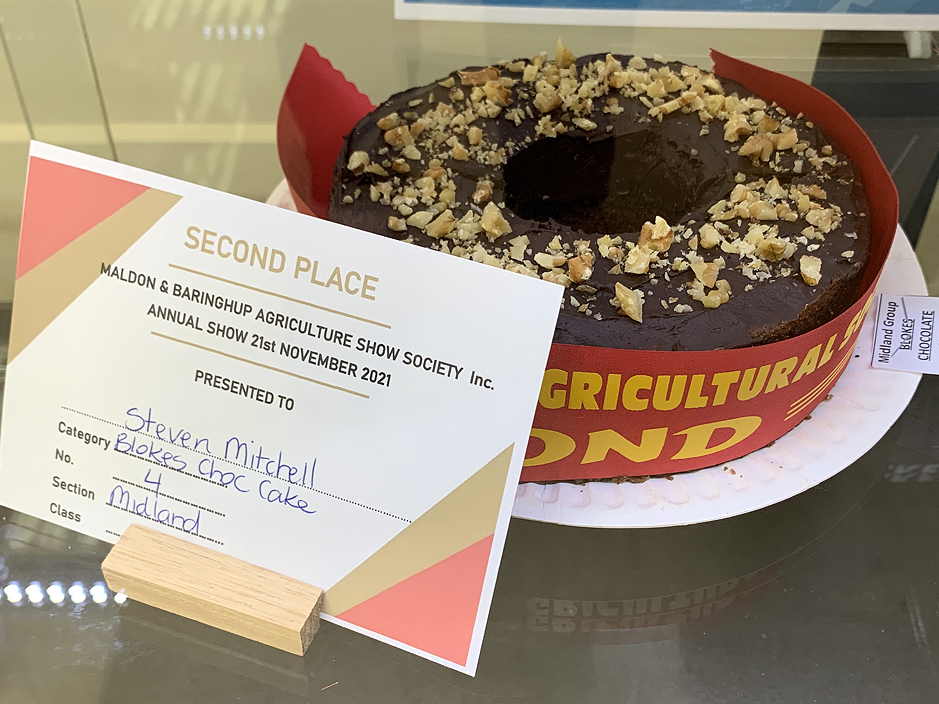 SECOND PLACE
MALDON & BARINGHUP AGRICULTURE SHOW SOCIETY Inc.
ANNUAL SHOW 21st NOVEMBER 2021
PRESENTED TO
Steven Mitchell
Category Blokes Choc Cake
No. 4
Section Midland
Class
AGRICULTURAL S
OND
Midland Group
BLOKES
CHOCOLATE